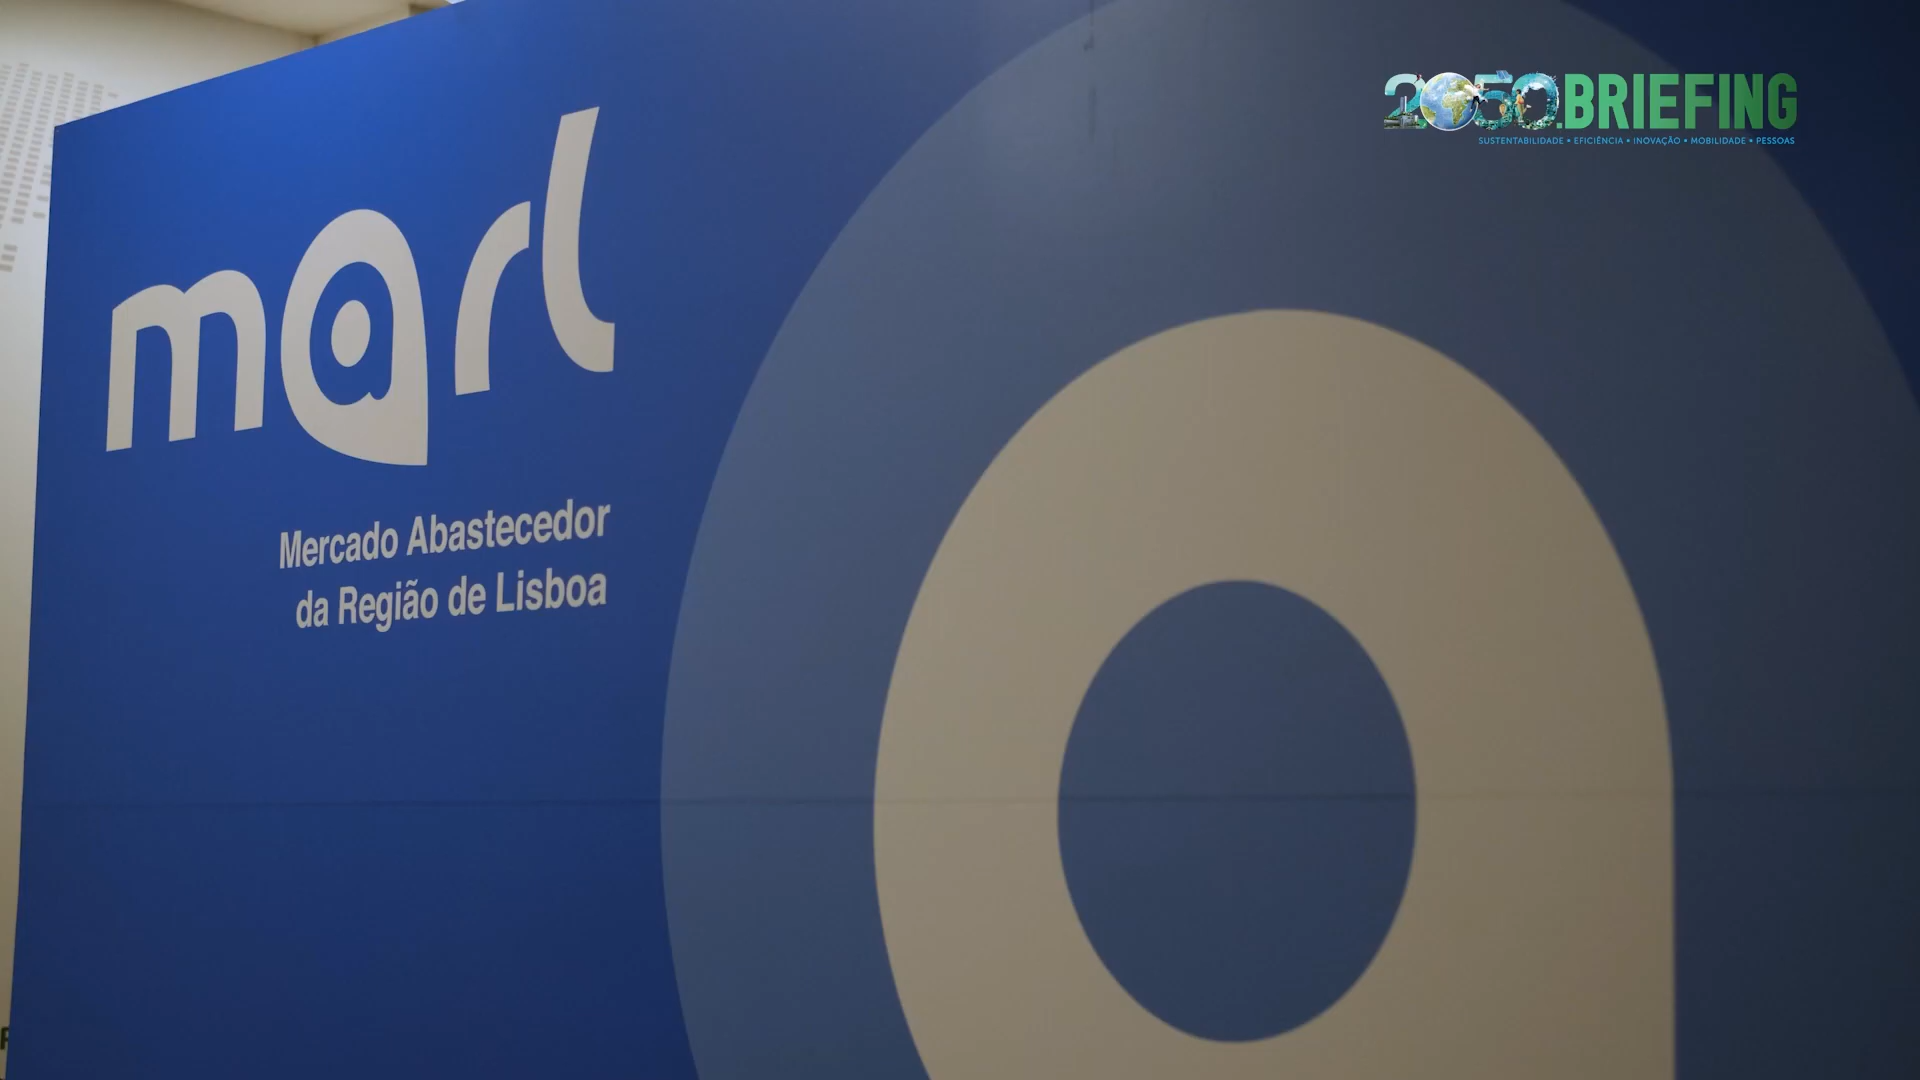 marl
Mercado Abastecedor
da Região de Lisboa
2050.BRIEFING
SUSTENTABILIDADE • EFICIÊNCIA • INOVAÇÃO • MOBILIDADE • PESSOAS